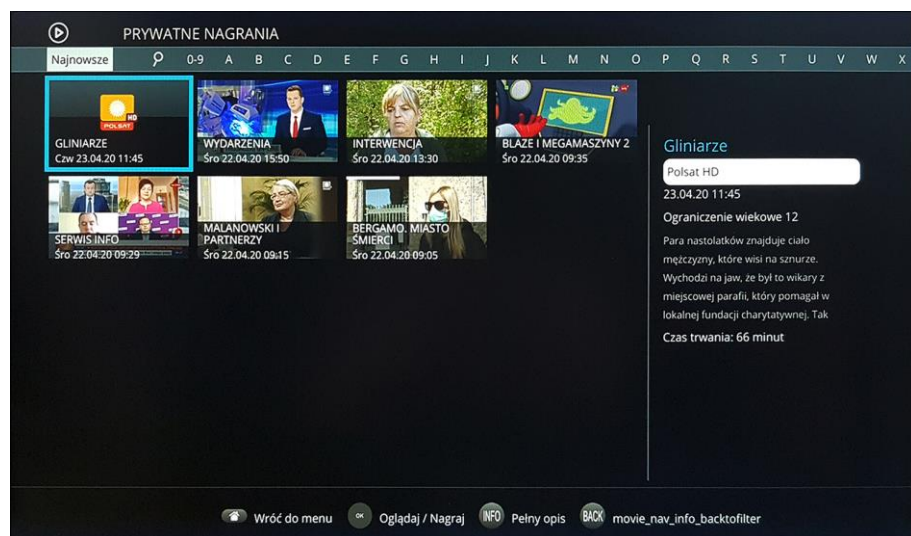 PRYWATNE NAGRANIA
Najnowsze 0-9 A B C D E F G H I J K L M N O P Q R S T U V W X
HD
POLSAT
GLINIARZE
Czw 23.04.20 11:45
WYDARZENIA
Śro 22.04.20 15:50
INTERWENCJA
Śro 22.04.20 13:30
BLAZE I MEGAMASZYNY 2
Śro 22.04.20 09:35
SERWIS INFO
Śro 22.04.20 09:29
MALANOWSKI I
PARTNERZY
Śro 22.04.20 09:15
BERGAMO. MIASTO
ŚMIERCI
Śro 22.04.20 09:05
Gliniarze
Polsat HD
23.04.20 11:45
Ograniczenie wiekowe 12
Para nastolatków znajduje ciało
mężczyzny, które wisi na sznurze.
Wychodzi na jaw, że był to wikary z
miejscowej parafii, który pomagał w
lokalnej fundacji charytatywnej. Tak
Czas trwania: 66 minut
Wróć do menu OK Oglądaj / Nagraj INFO Pełny opis BACK movie_nav_info_backtofilter